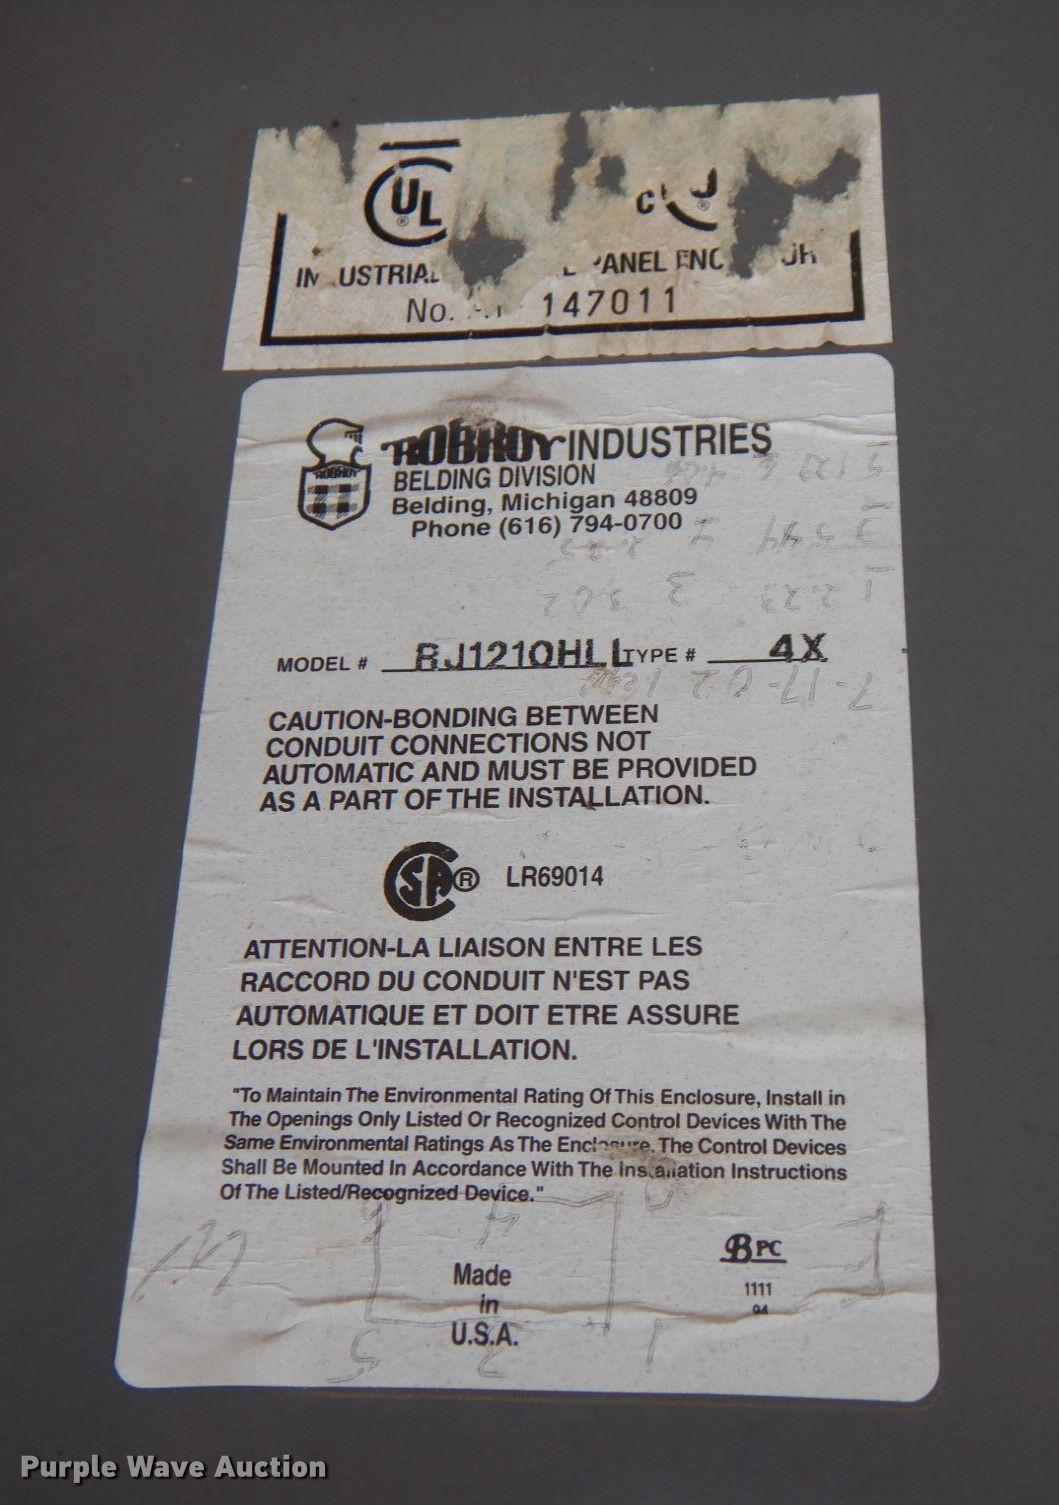 UL ®
C ®
No. 147011
ROBROY INDUSTRIES
BELDING DIVISION
Belding, Michigan 48809
Phone (616) 794-0700
MODEL # RJ1210HLL TYPE # 4X
CAUTION-BONDING BETWEEN
CONDUIT CONNECTIONS NOT
AUTOMATIC AND MUST BE PROVIDED
AS A PART OF THE INSTALLATION.
SA® LR69014
ATTENTION-LA LIAISON ENTRE LES
RACCORD DU CONDUIT N'EST PAS
AUTOMATIQUE ET DOIT ETRE ASSURE
LORS DE L'INSTALLATION.
"To Maintain The Environmental Rating Of This Enclosure, Install in
The Openings Only Listed Or Recognized Control Devices With The
Same Environmental Ratings As The Enclosure. The Control Devices
Shall Be Mounted In Accordance With The Installation Instructions
Of The Listed/Recognized Device."
BPC
1111
94
Made
in
U.S.A.
Purple Wave Auction